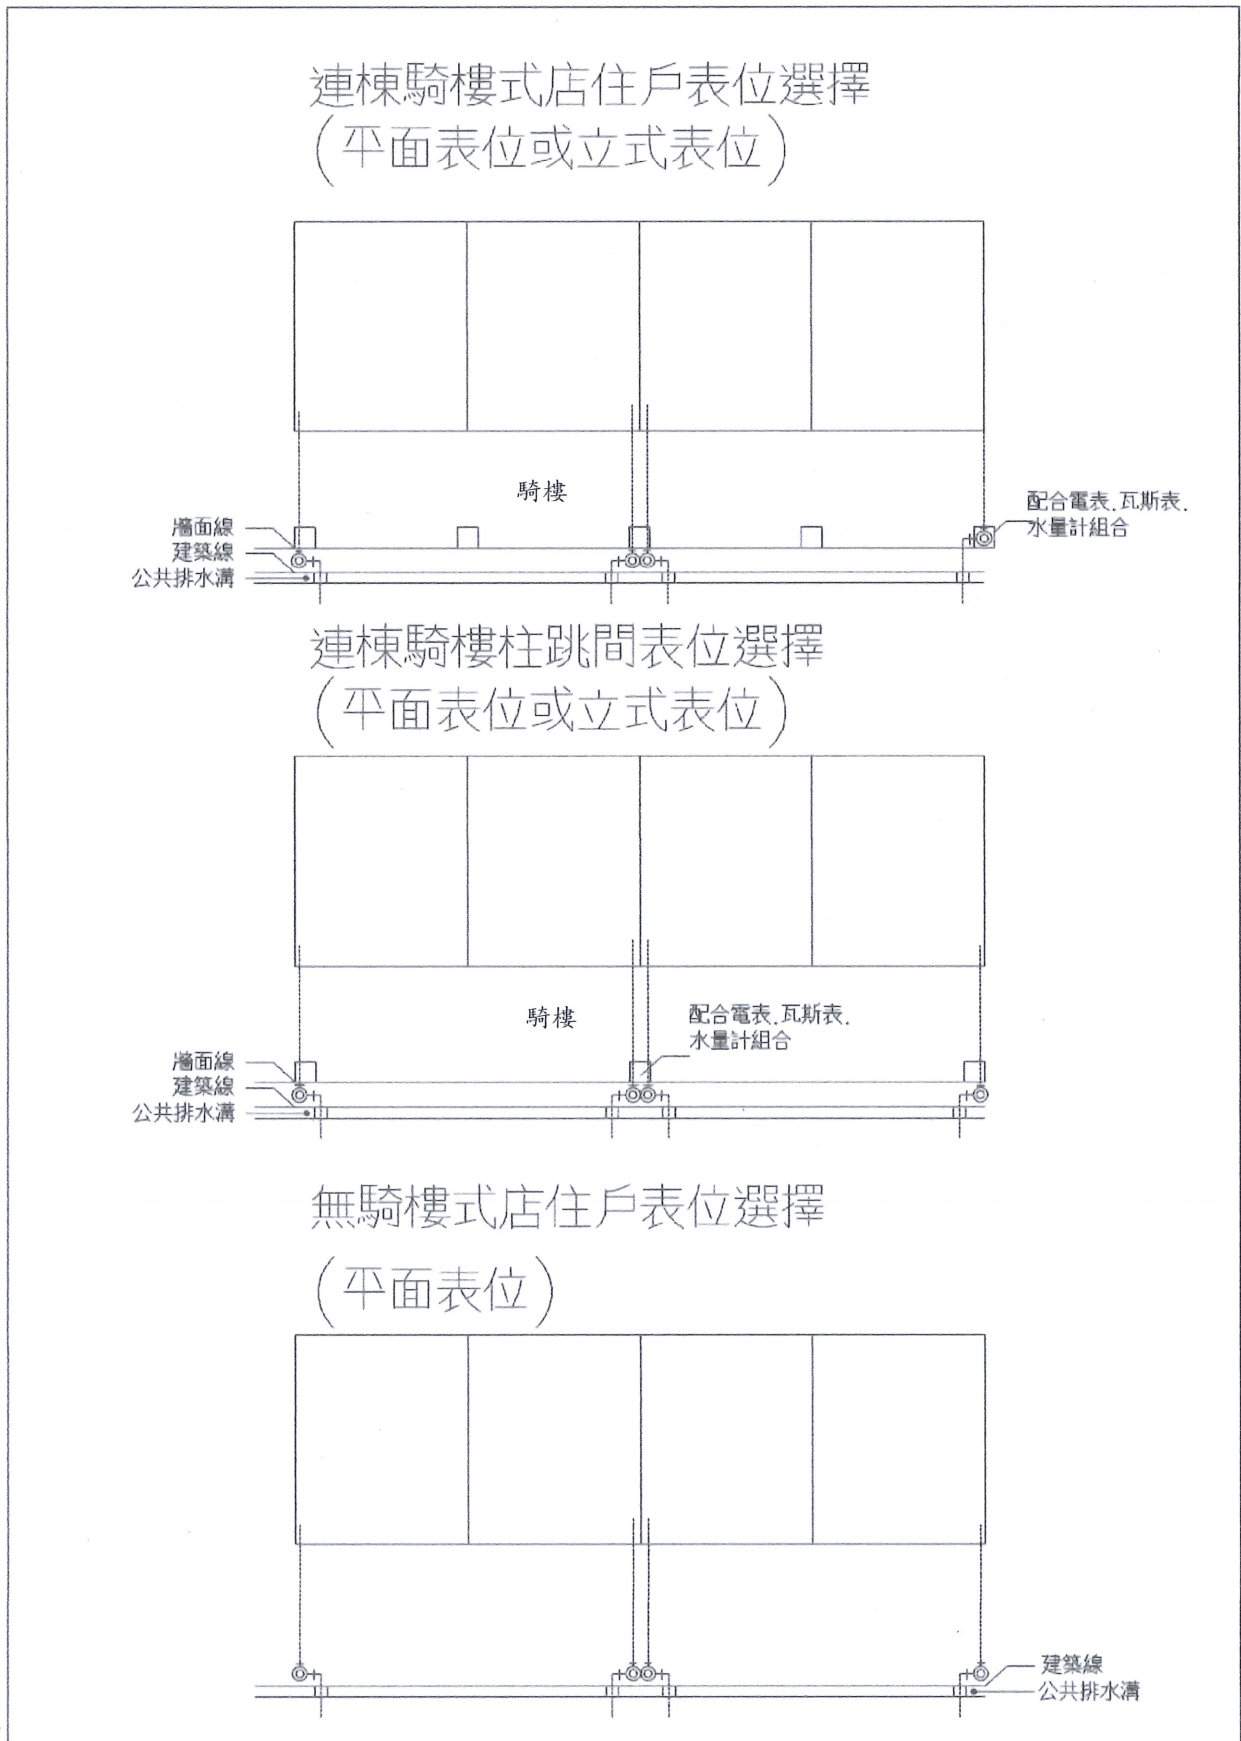 連棟騎樓式店住戶表位選擇
(平面表位或立式表位)
騎樓
配合電表.瓦斯表.
水量計組合
牆面線
建築線
公共排水溝
連棟騎樓柱跳間表位選擇
(平面表位或立式表位)
騎樓
配合電表.瓦斯表.
水量計組合
牆面線
建築線
公共排水溝
無騎樓式店住戶表位選擇
(平面表位)
建築線
公共排水溝